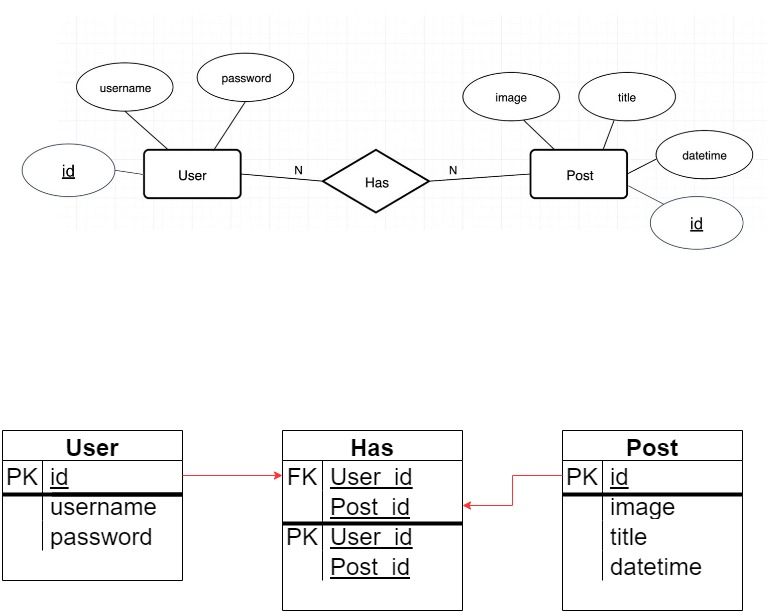 username
password
id
User
N
Has
N
image
title
datetime
Post
id
User
PK id
username
password
Has
FK User_id
Post_id
PK User_id
Post_id
Post
PK id
image
title
datetime